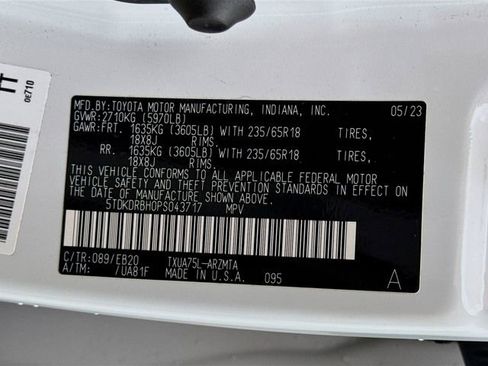 MFD.BY: TOYOTA MOTOR MANUFACTURING, INDIANA, INC. 05/23
GVWR: 2710KG (5970LB)
GAWR: FRT. 1635KG (3605LB) WITH 235/65R18 TIRES,
18X8J RIMS.
RR. 1635KG (3605LB) WITH 235/65R18 TIRES,
18X8J RIMS.
THIS VEHICLE CONFORMS TO ALL APPLICABLE FEDERAL MOTOR
VEHICLE SAFETY AND BUMPER STANDARDS IN EFFECT ON
THE DATE OF MANUFACTURE SHOWN ABOVE.
5TDKDRBH0PS043717 MPV
C/TR:089/EB20 TXUA75L-ARZMTA
A/TM: /UA81F MADE IN U.S.A. 095
A
0E710